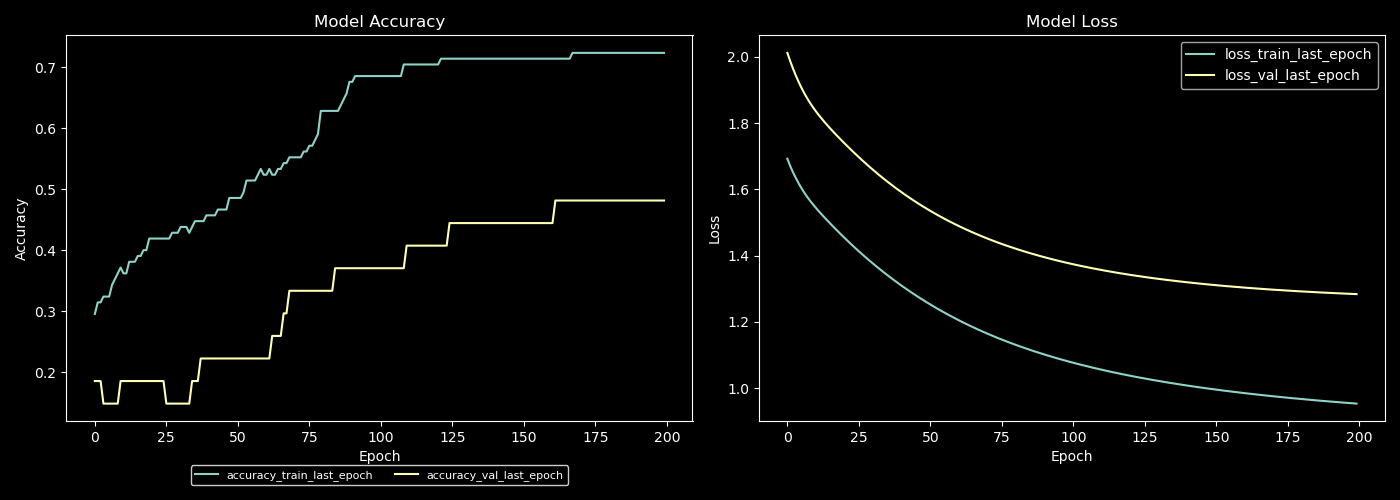 Model Accuracy
Accuracy
0.7
0.6
0.5
0.4
0.3
0.2
0 25 50 75 100 125 150 175 200
Epoch
accuracy_train_last_epoch accuracy_val_last_epoch
Model Loss
Loss
2.0
1.8
1.6
1.4
1.2
1.0
loss_train_last_epoch
loss_val_last_epoch
0 25 50 75 100 125 150 175 200
Epoch